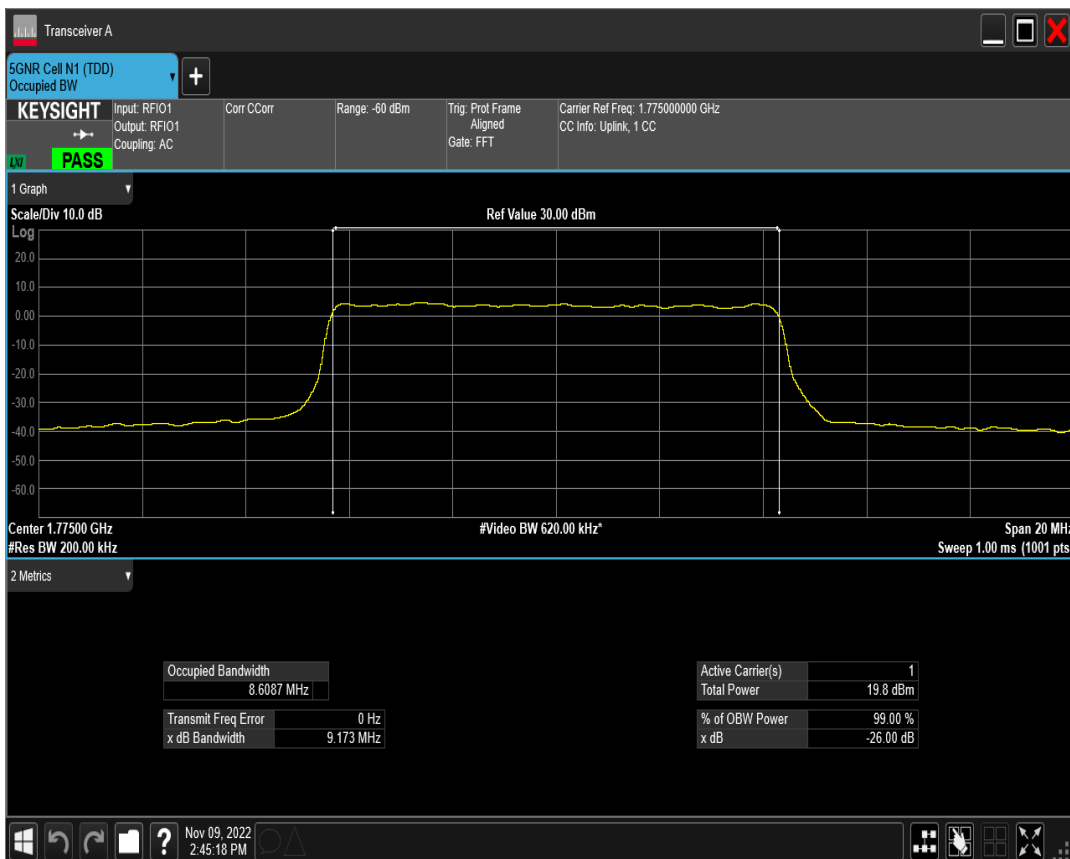 Transceiver A
5GNR Cell N1 (TDD)
Occupied BW
+
KEYSIGHT
LXI
PASS
Input: RFIO1
Output: RFIO1
Coupling: AC
Corr CCorr
Range: -60 dBm
Trig: Prot Frame
Aligned
Gate: FFT
Carrier Ref Freq: 1.775000000 GHz
CC Info: Uplink, 1 CC
1 Graph
Scale/Div 10.0 dB
Ref Value 30.00 dBm
Log
20.0
10.0
0.00
-10.0
-20.0
-30.0
-40.0
-50.0
-60.0
Center 1.77500 GHz
#Video BW 620.00 kHz*
Span 20 MHz
#Res BW 200.00 kHz
Sweep 1.00 ms (1001 pts
2 Metrics
Occupied Bandwidth
8.6087 MHz
Transmit Freq Error 0 Hz
x dB Bandwidth 9.173 MHz
Active Carrier(s) 1
Total Power 19.8 dBm
% of OBW Power 99.00 %
x dB -26.00 dB
?
Nov 09, 2022
2:45:18 PM